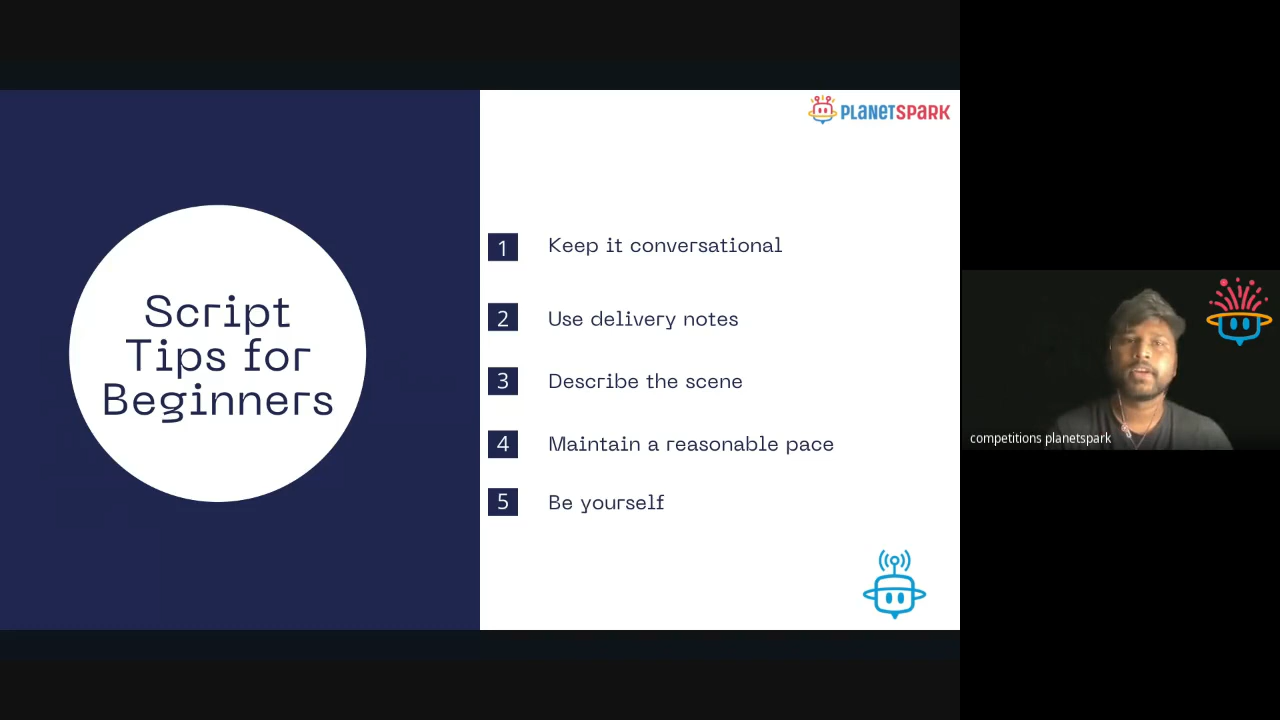 PLANETSPARK
Script
Tips for
Beginners
1 Keep it conversational
2 Use delivery notes
3 Describe the scene
4 Maintain a reasonable pace
5 Be yourself
competitions planetspark